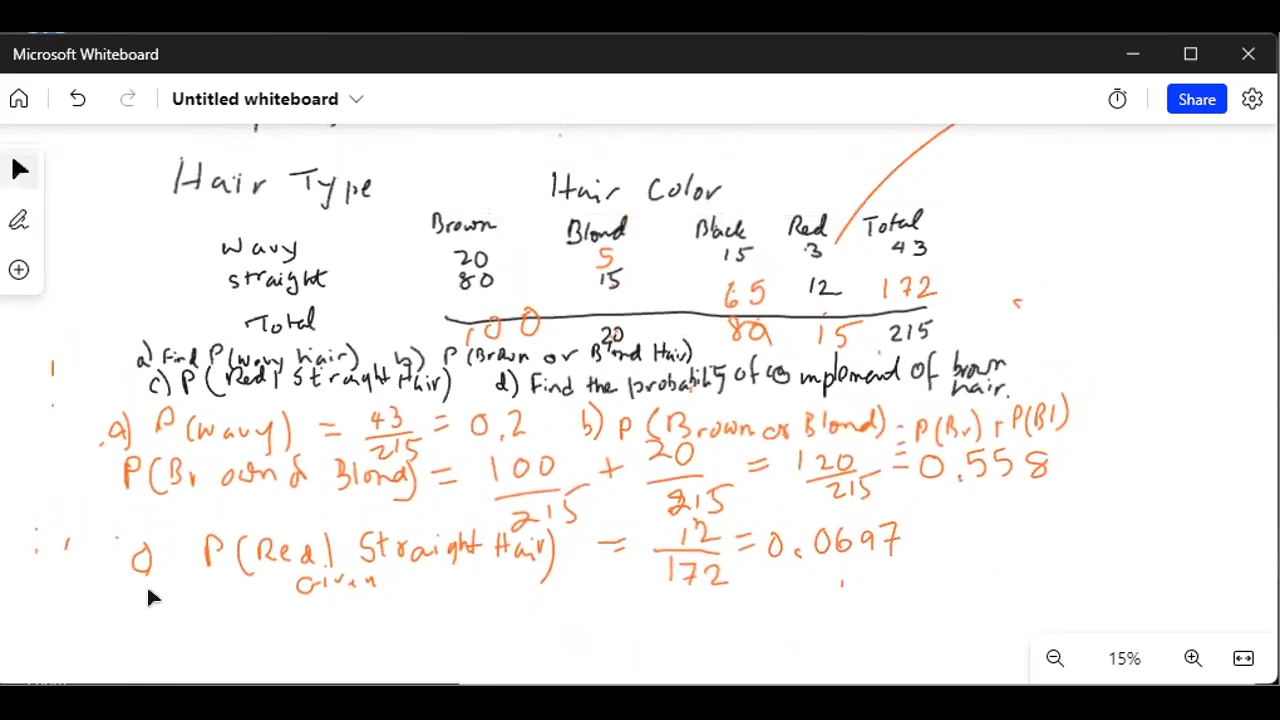 Microsoft Whiteboard
Untitled whiteboard
Share
Hair Type Hair Color
Brown Blond Black Red Total
wavy 20 5 15 3 43
straight 80 15 65 12 172
Total 100 20 80 15 215
a) Find P(wavy hair) b) P(Brown or Blond Hair)
c) P(Red | Straight Hair) d) Find the probability of complement of brown hair.
a) P(wavy) = 43/215 = 0.2 b) P(Brown or Blond) = P(Br) + P(Bl)
P(Brown & Blond) = 100/215 + 20/215 = 120/215 = 0.558
c) P(Red | Straight Hair) = 12/172 = 0.0697
Given
15%